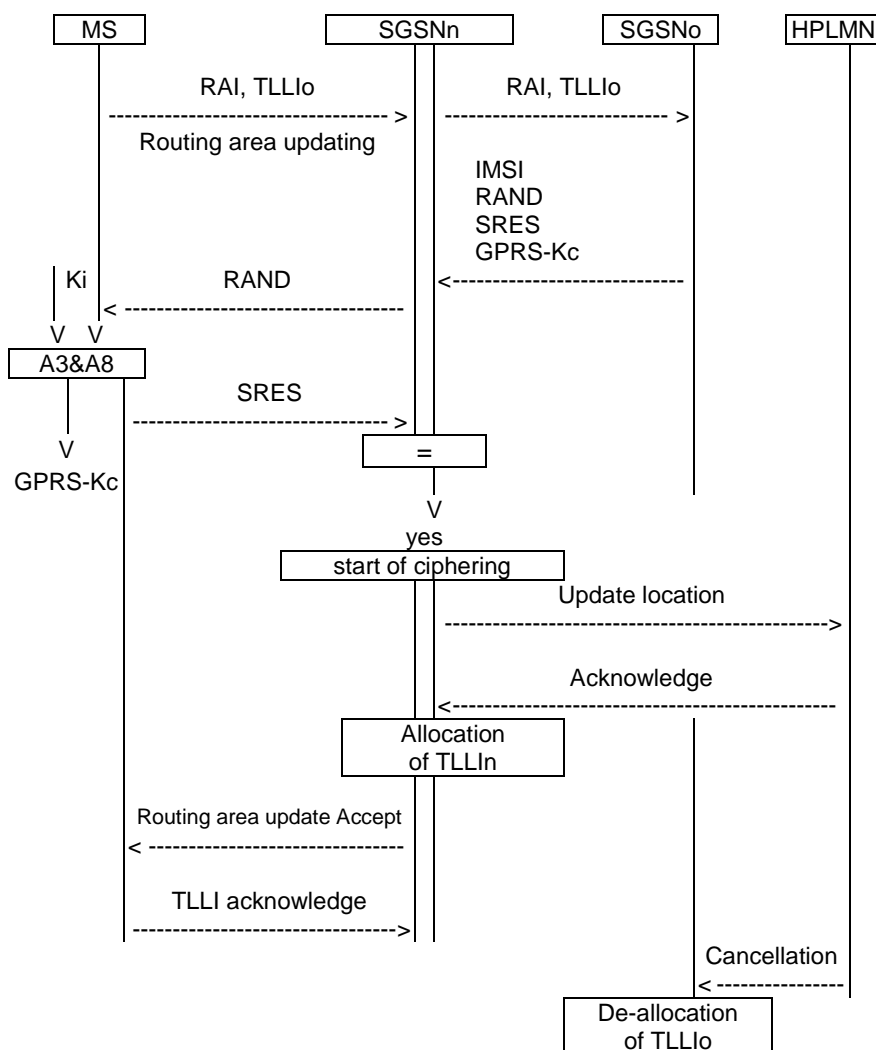 MS SGSNn SGSNo HPLMN
RAI, TLLIo RAI, TLLIo
Routing area updating
IMSI
RAND
SRES
GPRS-Kc
Ki RAND
V V
A3&A8
SRES
=
V
GPRS-Kc
V
yes
start of ciphering
Update location
Acknowledge
Allocation
of TLLIn
Routing area update Accept
TLLI acknowledge
Cancellation
De-allocation
of TLLIo